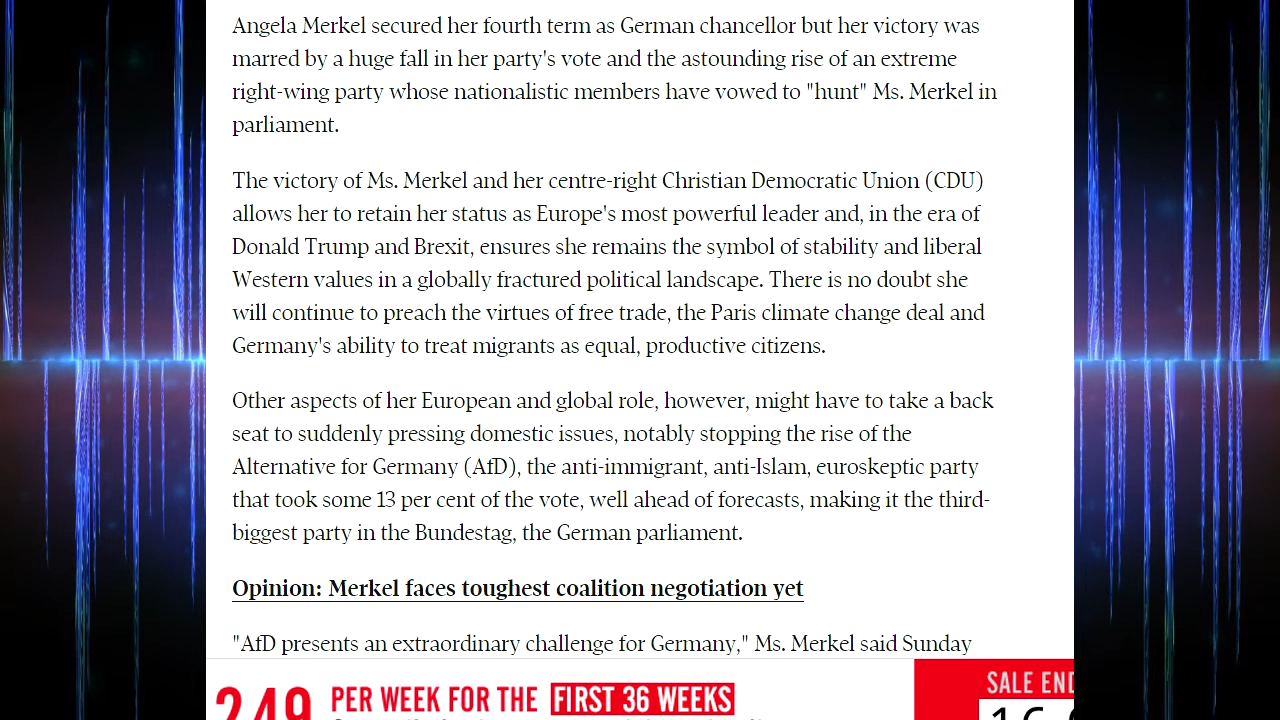 Angela Merkel secured her fourth term as German chancellor but her victory was
marred by a huge fall in her party's vote and the astounding rise of an extreme
right-wing party whose nationalistic members have vowed to "hunt" Ms. Merkel in
parliament.
The victory of Ms. Merkel and her centre-right Christian Democratic Union (CDU)
allows her to retain her status as Europe's most powerful leader and, in the era of
Donald Trump and Brexit, ensures she remains the symbol of stability and liberal
Western values in a globally fractured political landscape. There is no doubt she
will continue to preach the virtues of free trade, the Paris climate change deal and
Germany's ability to treat migrants as equal, productive citizens.
Other aspects of her European and global role, however, might have to take a back
seat to suddenly pressing domestic issues, notably stopping the rise of the
Alternative for Germany (AfD), the anti-immigrant, anti-Islam, euroskeptic party
that took some 13 per cent of the vote, well ahead of forecasts, making it the third-
biggest party in the Bundestag, the German parliament.
Opinion: Merkel faces toughest coalition negotiation yet
"AfD presents an extraordinary challenge for Germany," Ms. Merkel said Sunday
249 PER WEEK FOR THE FIRST 36 WEEKS
SALE END